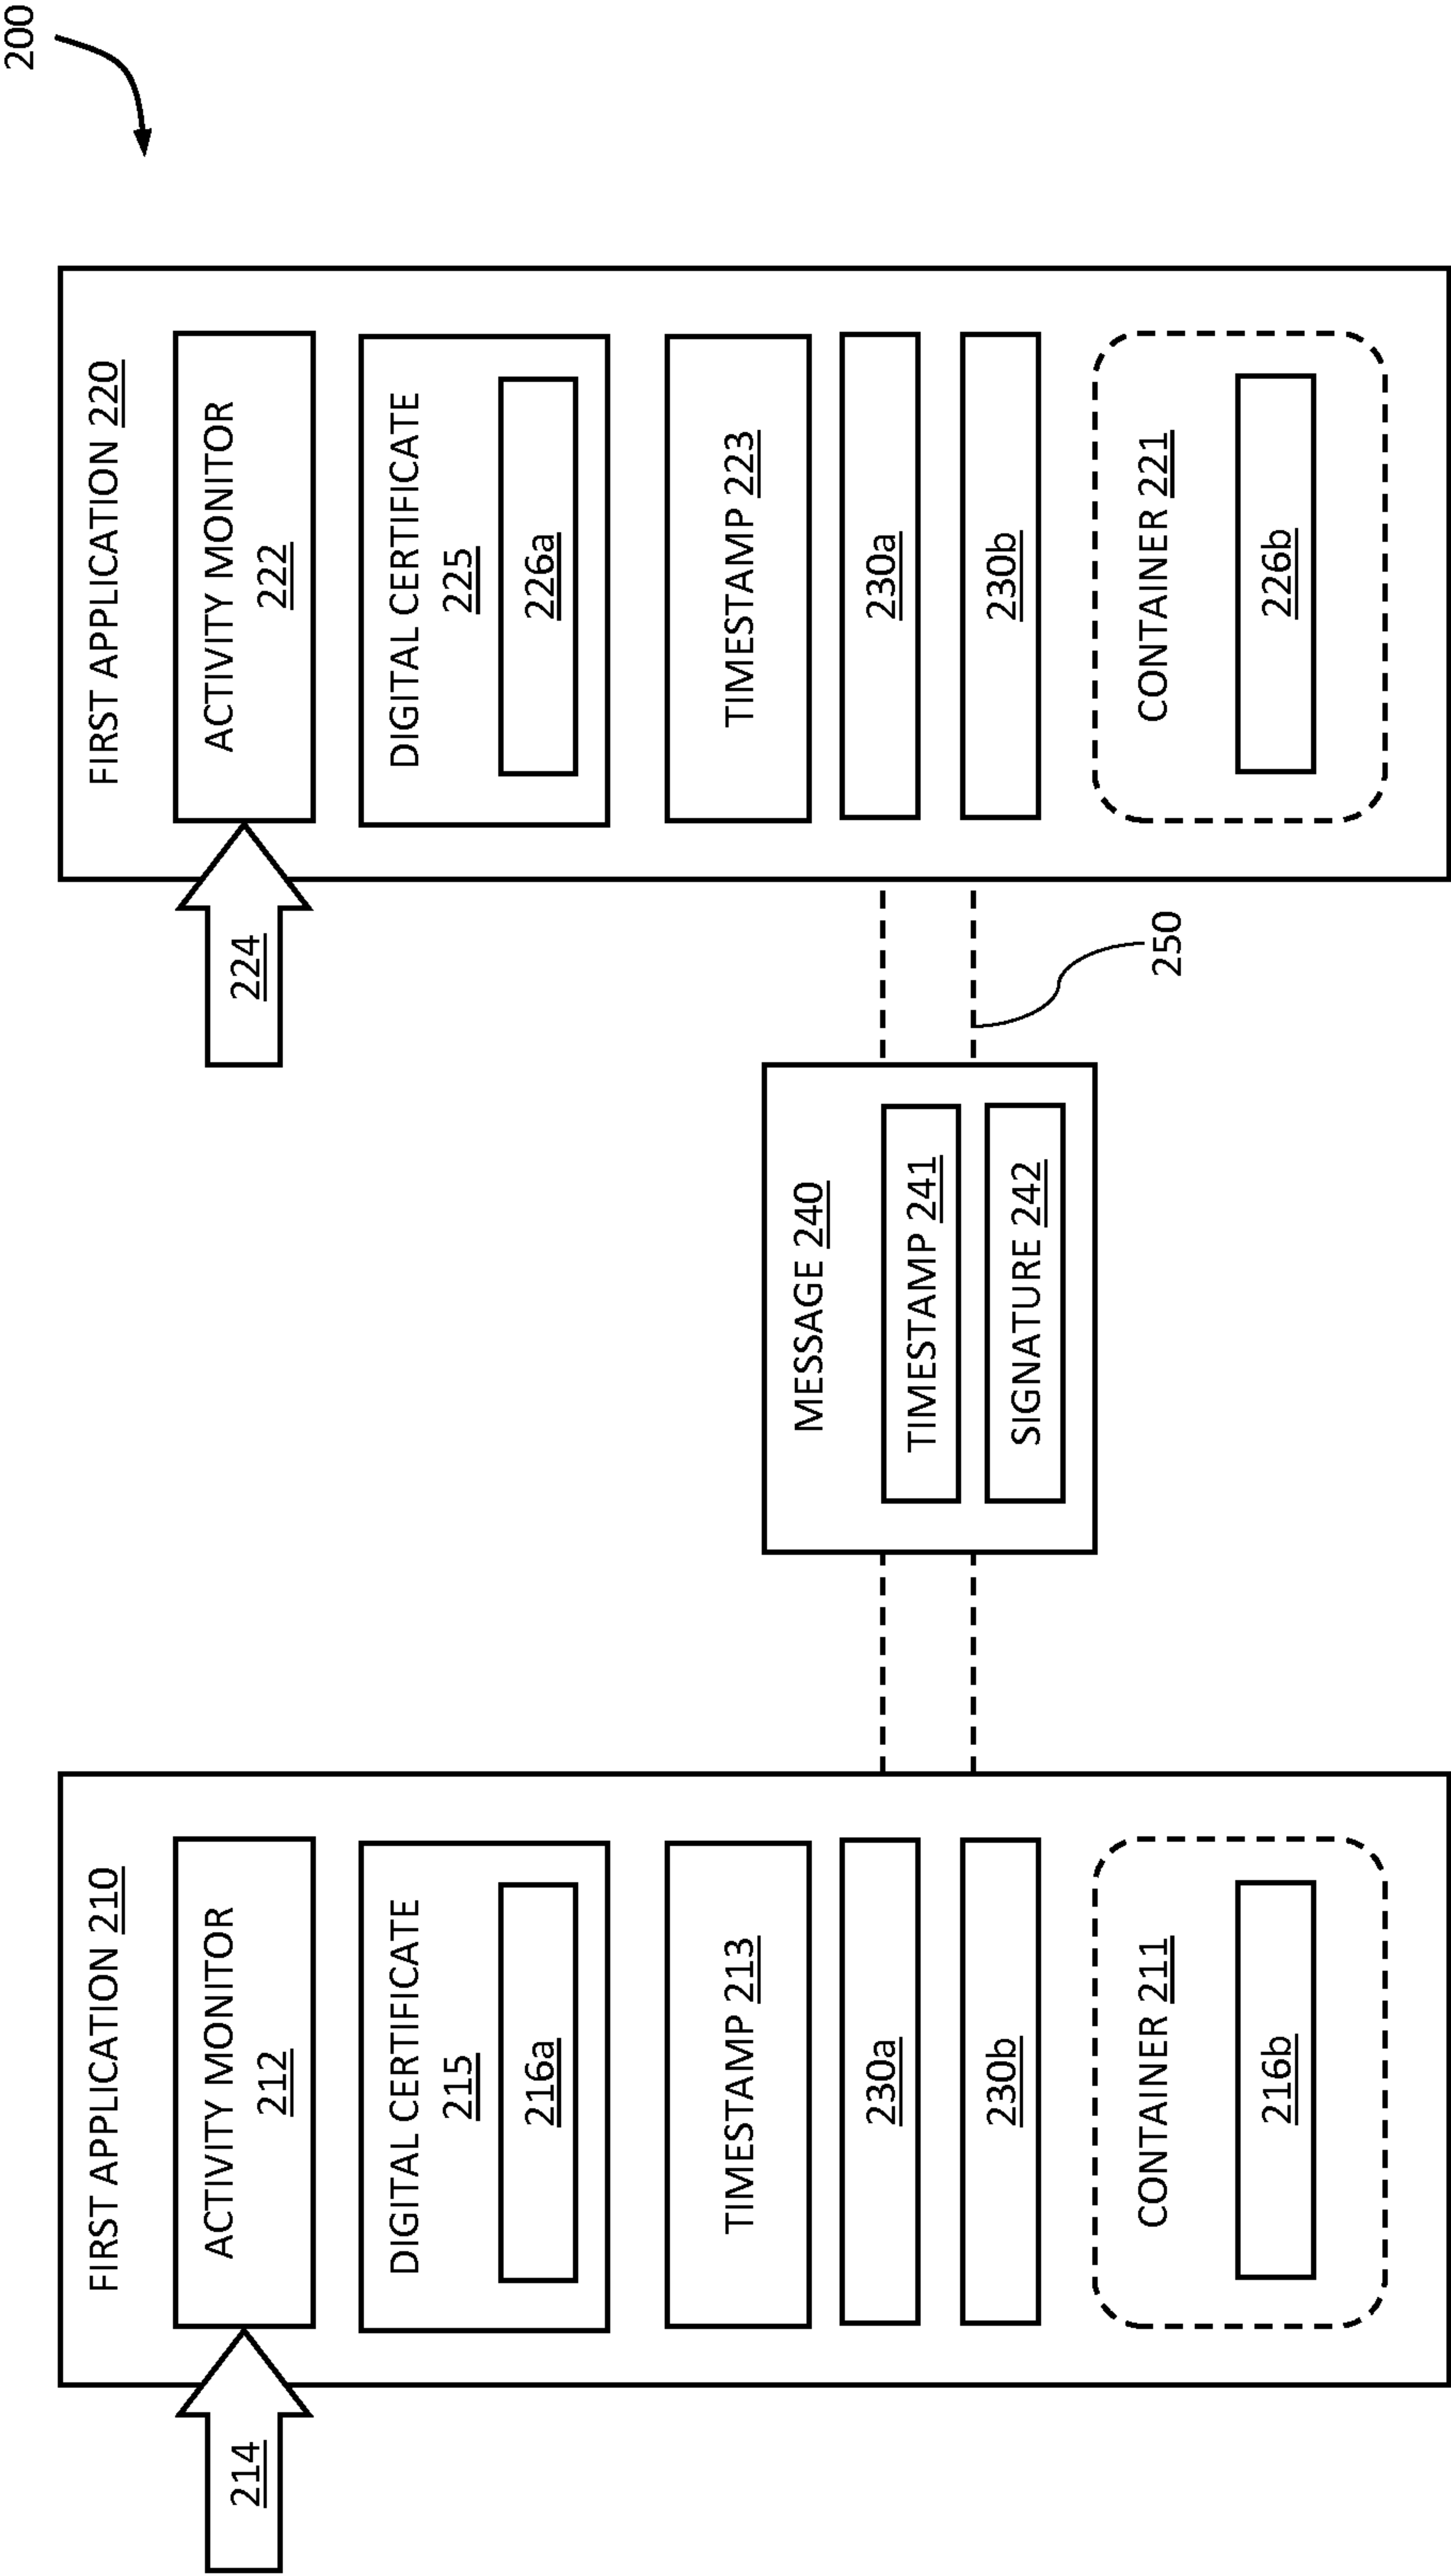 200
FIRST APPLICATION 210
ACTIVITY MONITOR
212
214
DIGITAL CERTIFICATE
215
216a
TIMESTAMP 213
230a
230b
CONTAINER 211
216b
MESSAGE 240
TIMESTAMP 241
SIGNATURE 242
250
FIRST APPLICATION 220
ACTIVITY MONITOR
222
224
DIGITAL CERTIFICATE
225
226a
TIMESTAMP 223
230a
230b
CONTAINER 221
226b